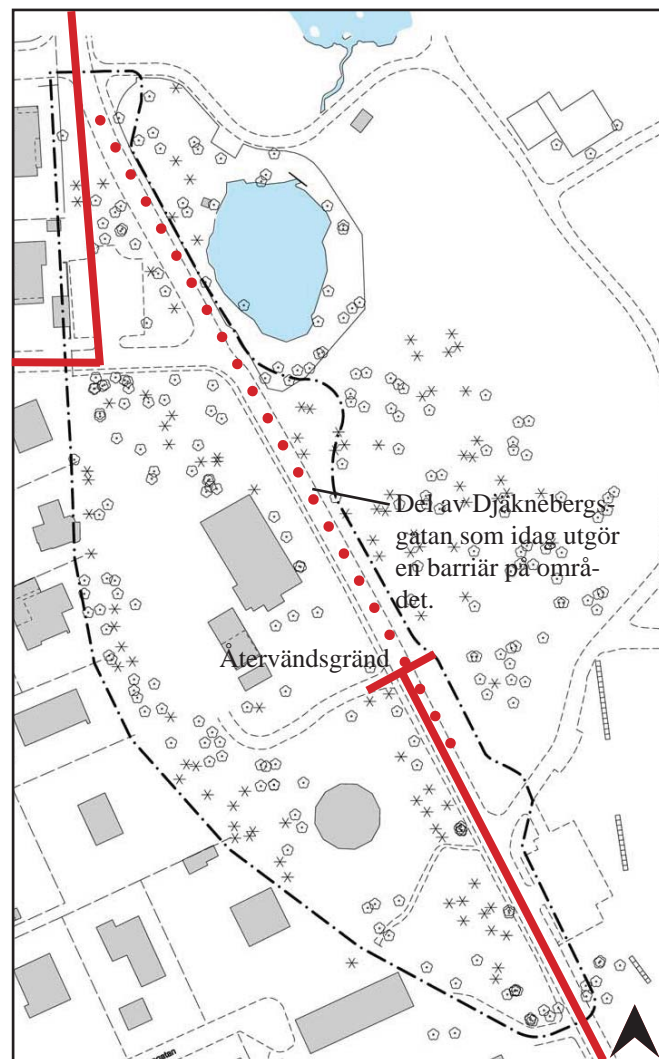 Del av Djäknebergs-
gatan som idag utgör
en barriär på områ-
det.
Återvändsgränd